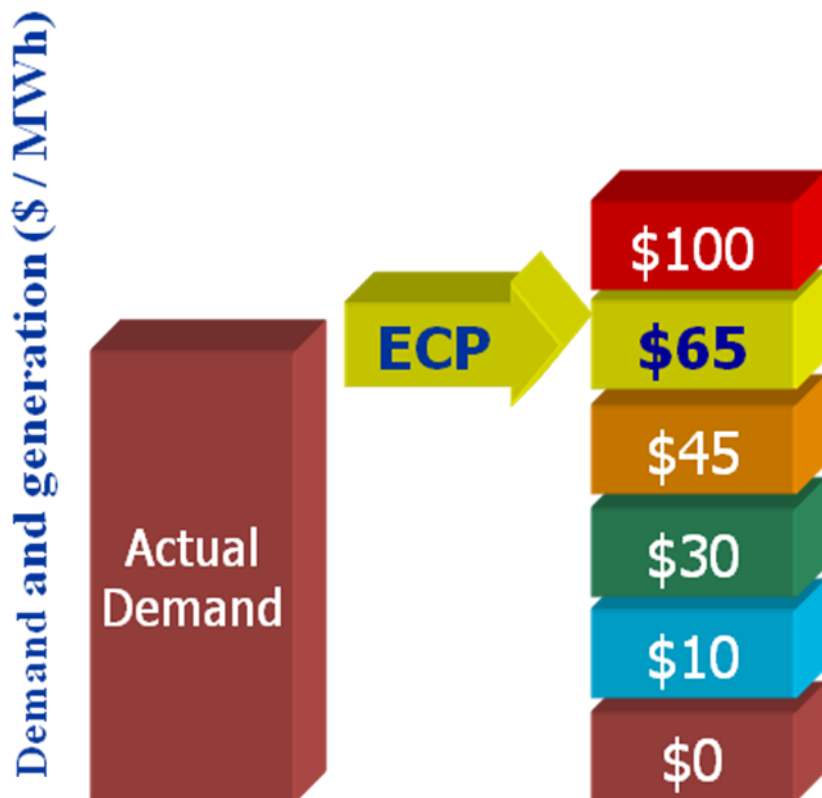 Demand and generation ($ / MWh)
Actual
Demand
ECP
$100
$65
$45
$30
$10
$0